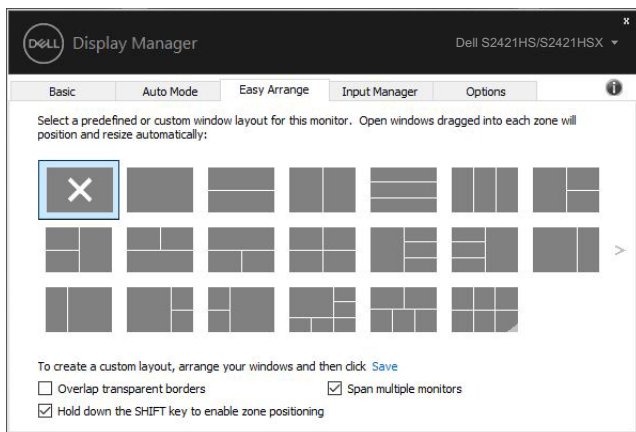 x
DELL Display Manager Dell S2421HS/S2421HSX
Basic Auto Mode Easy Arrange Input Manager Options i
Select a predefined or custom window layout for this monitor. Open windows dragged into each zone will
position and resize automatically:
To create a custom layout, arrange your windows and then click Save
Overlap transparent borders Span multiple monitors
Hold down the SHIFT key to enable zone positioning